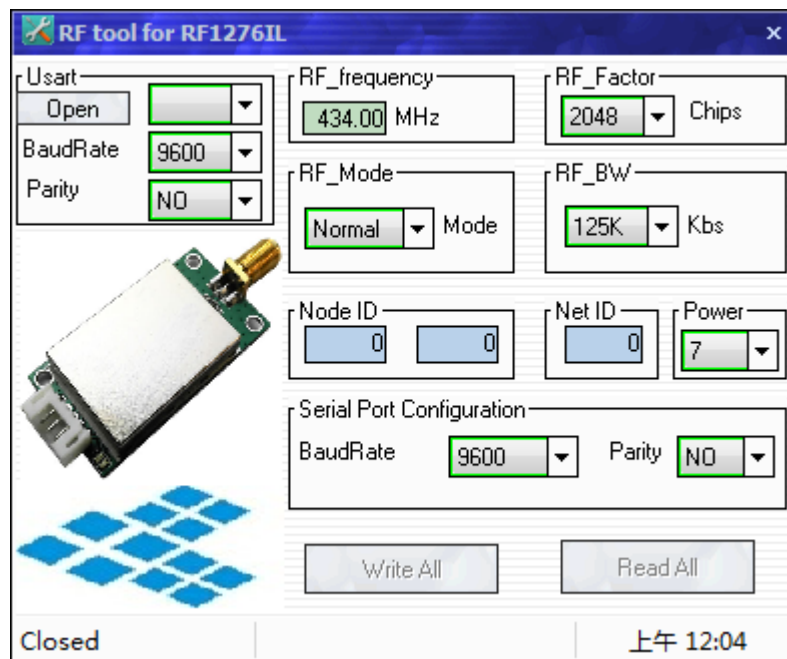 RF tool for RF1276IL
Usart
Open
BaudRate 9600
Parity NO
RF_frequency
434.00 MHz
RF_Factor
2048 Chips
RF_Mode
Normal Mode
RF_BW
125K Kbs
Node ID
0 0
Net ID
0
Power
7
Serial Port Configuration
BaudRate 9600 Parity NO
Write All Read All
Closed 上午 12:04